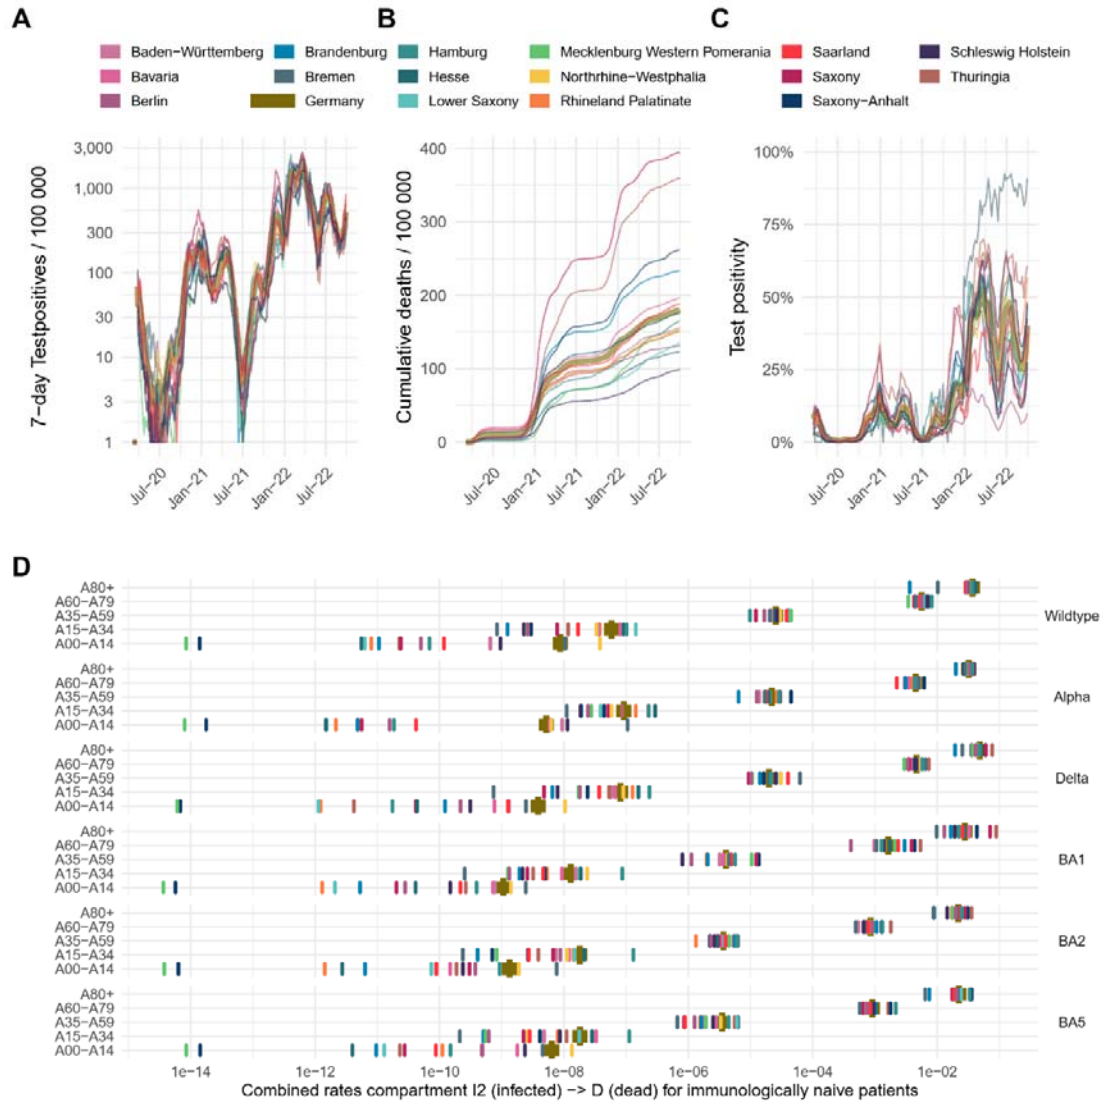 A B C
Baden−Württemberg Brandenburg Hamburg Mecklenburg Western Pomerania Saarland Schleswig Holstein
Bavaria Bremen Hesse Northrhine−Westphalia Saxony Thuringia
Berlin Germany Lower Saxony Rhineland Palatinate Saxony−Anhalt
7−day Testpositives / 100 000
3,000
1,000
300
100
30
10
3
1
Jul−20 Jan−21 Jul−21 Jan−22 Jul−22
Cumulative deaths / 100 000
400
300
200
100
0
Jul−20 Jan−21 Jul−21 Jan−22 Jul−22
Test positivity
100%
75%
50%
25%
0%
Jul−20 Jan−21 Jul−21 Jan−22 Jul−22
D
A80+
A60−A79
A35−A59
A15−A34
A00−A14
Wildtype
A80+
A60−A79
A35−A59
A15−A34
A00−A14
Alpha
A80+
A60−A79
A35−A59
A15−A34
A00−A14
Delta
A80+
A60−A79
A35−A59
A15−A34
A00−A14
BA1
A80+
A60−A79
A35−A59
A15−A34
A00−A14
BA2
A80+
A60−A79
A35−A59
A15−A34
A00−A14
BA5
1e−14 1e−12 1e−10 1e−08 1e−06 1e−04 1e−02
Combined rates compartment I2 (infected) −> D (dead) for immunologically naive patients